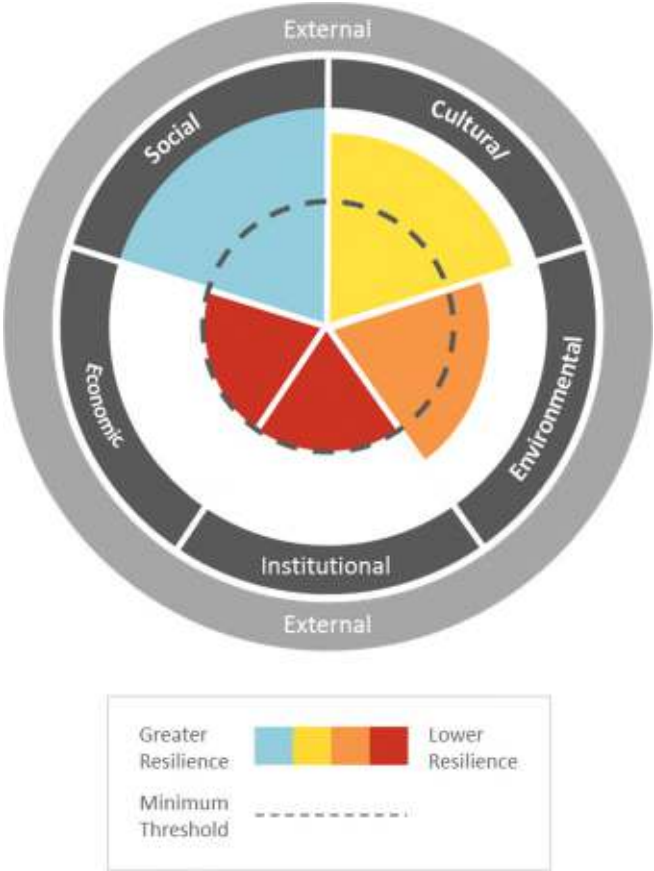 External
Social
Cultural
Economic
Environmental
Institutional
External
Greater
Resilience
Lower
Resilience
Minimum
Threshold